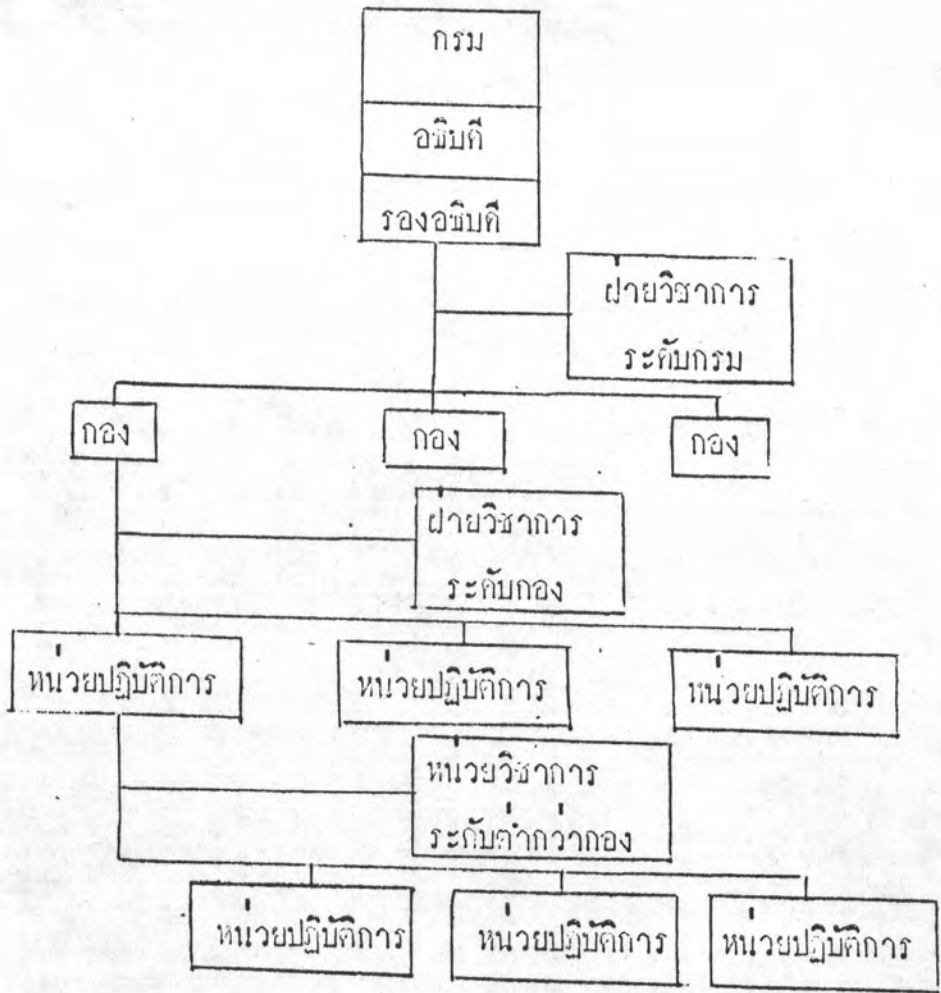 กรม
อธิบดี
รองอธิบดี
ฝ่ายวิชาการ
ระดับกรม
กอง
กอง
กอง
ฝ่ายวิชาการ
ระดับกอง
หน่วยปฏิบัติการ
หน่วยปฏิบัติการ
หน่วยปฏิบัติการ
หน่วยวิชาการ
ระดับต่ำกว่ากอง
หน่วยปฏิบัติการ
หน่วยปฏิบัติการ
หน่วยปฏิบัติการ